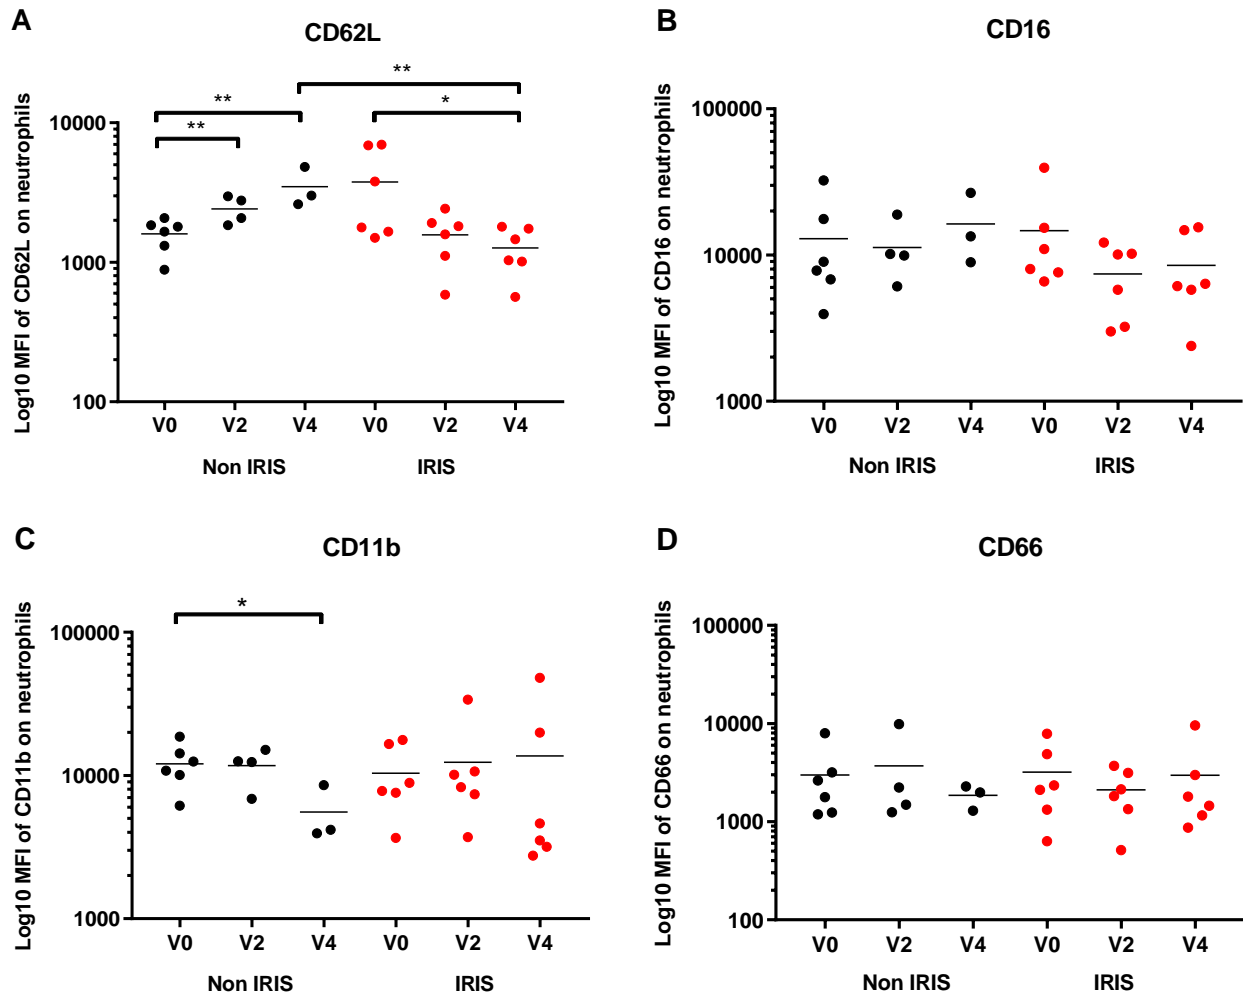 A
CD62L
Log10 MFI of CD62L on neutrophils
**
**
**
*
10000
1000
100
V0 V2 V4 V0 V2 V4
Non IRIS IRIS
B
CD16
Log10 MFI of CD16 on neutrophils
100000
10000
1000
V0 V2 V4 V0 V2 V4
Non IRIS IRIS
C
CD11b
Log10 MFI of CD11b on neutrophils
*
100000
10000
1000
V0 V2 V4 V0 V2 V4
Non IRIS IRIS
D
CD66
Log10 MFI of CD66 on neutrophils
100000
10000
1000
100
V0 V2 V4 V0 V2 V4
Non IRIS IRIS